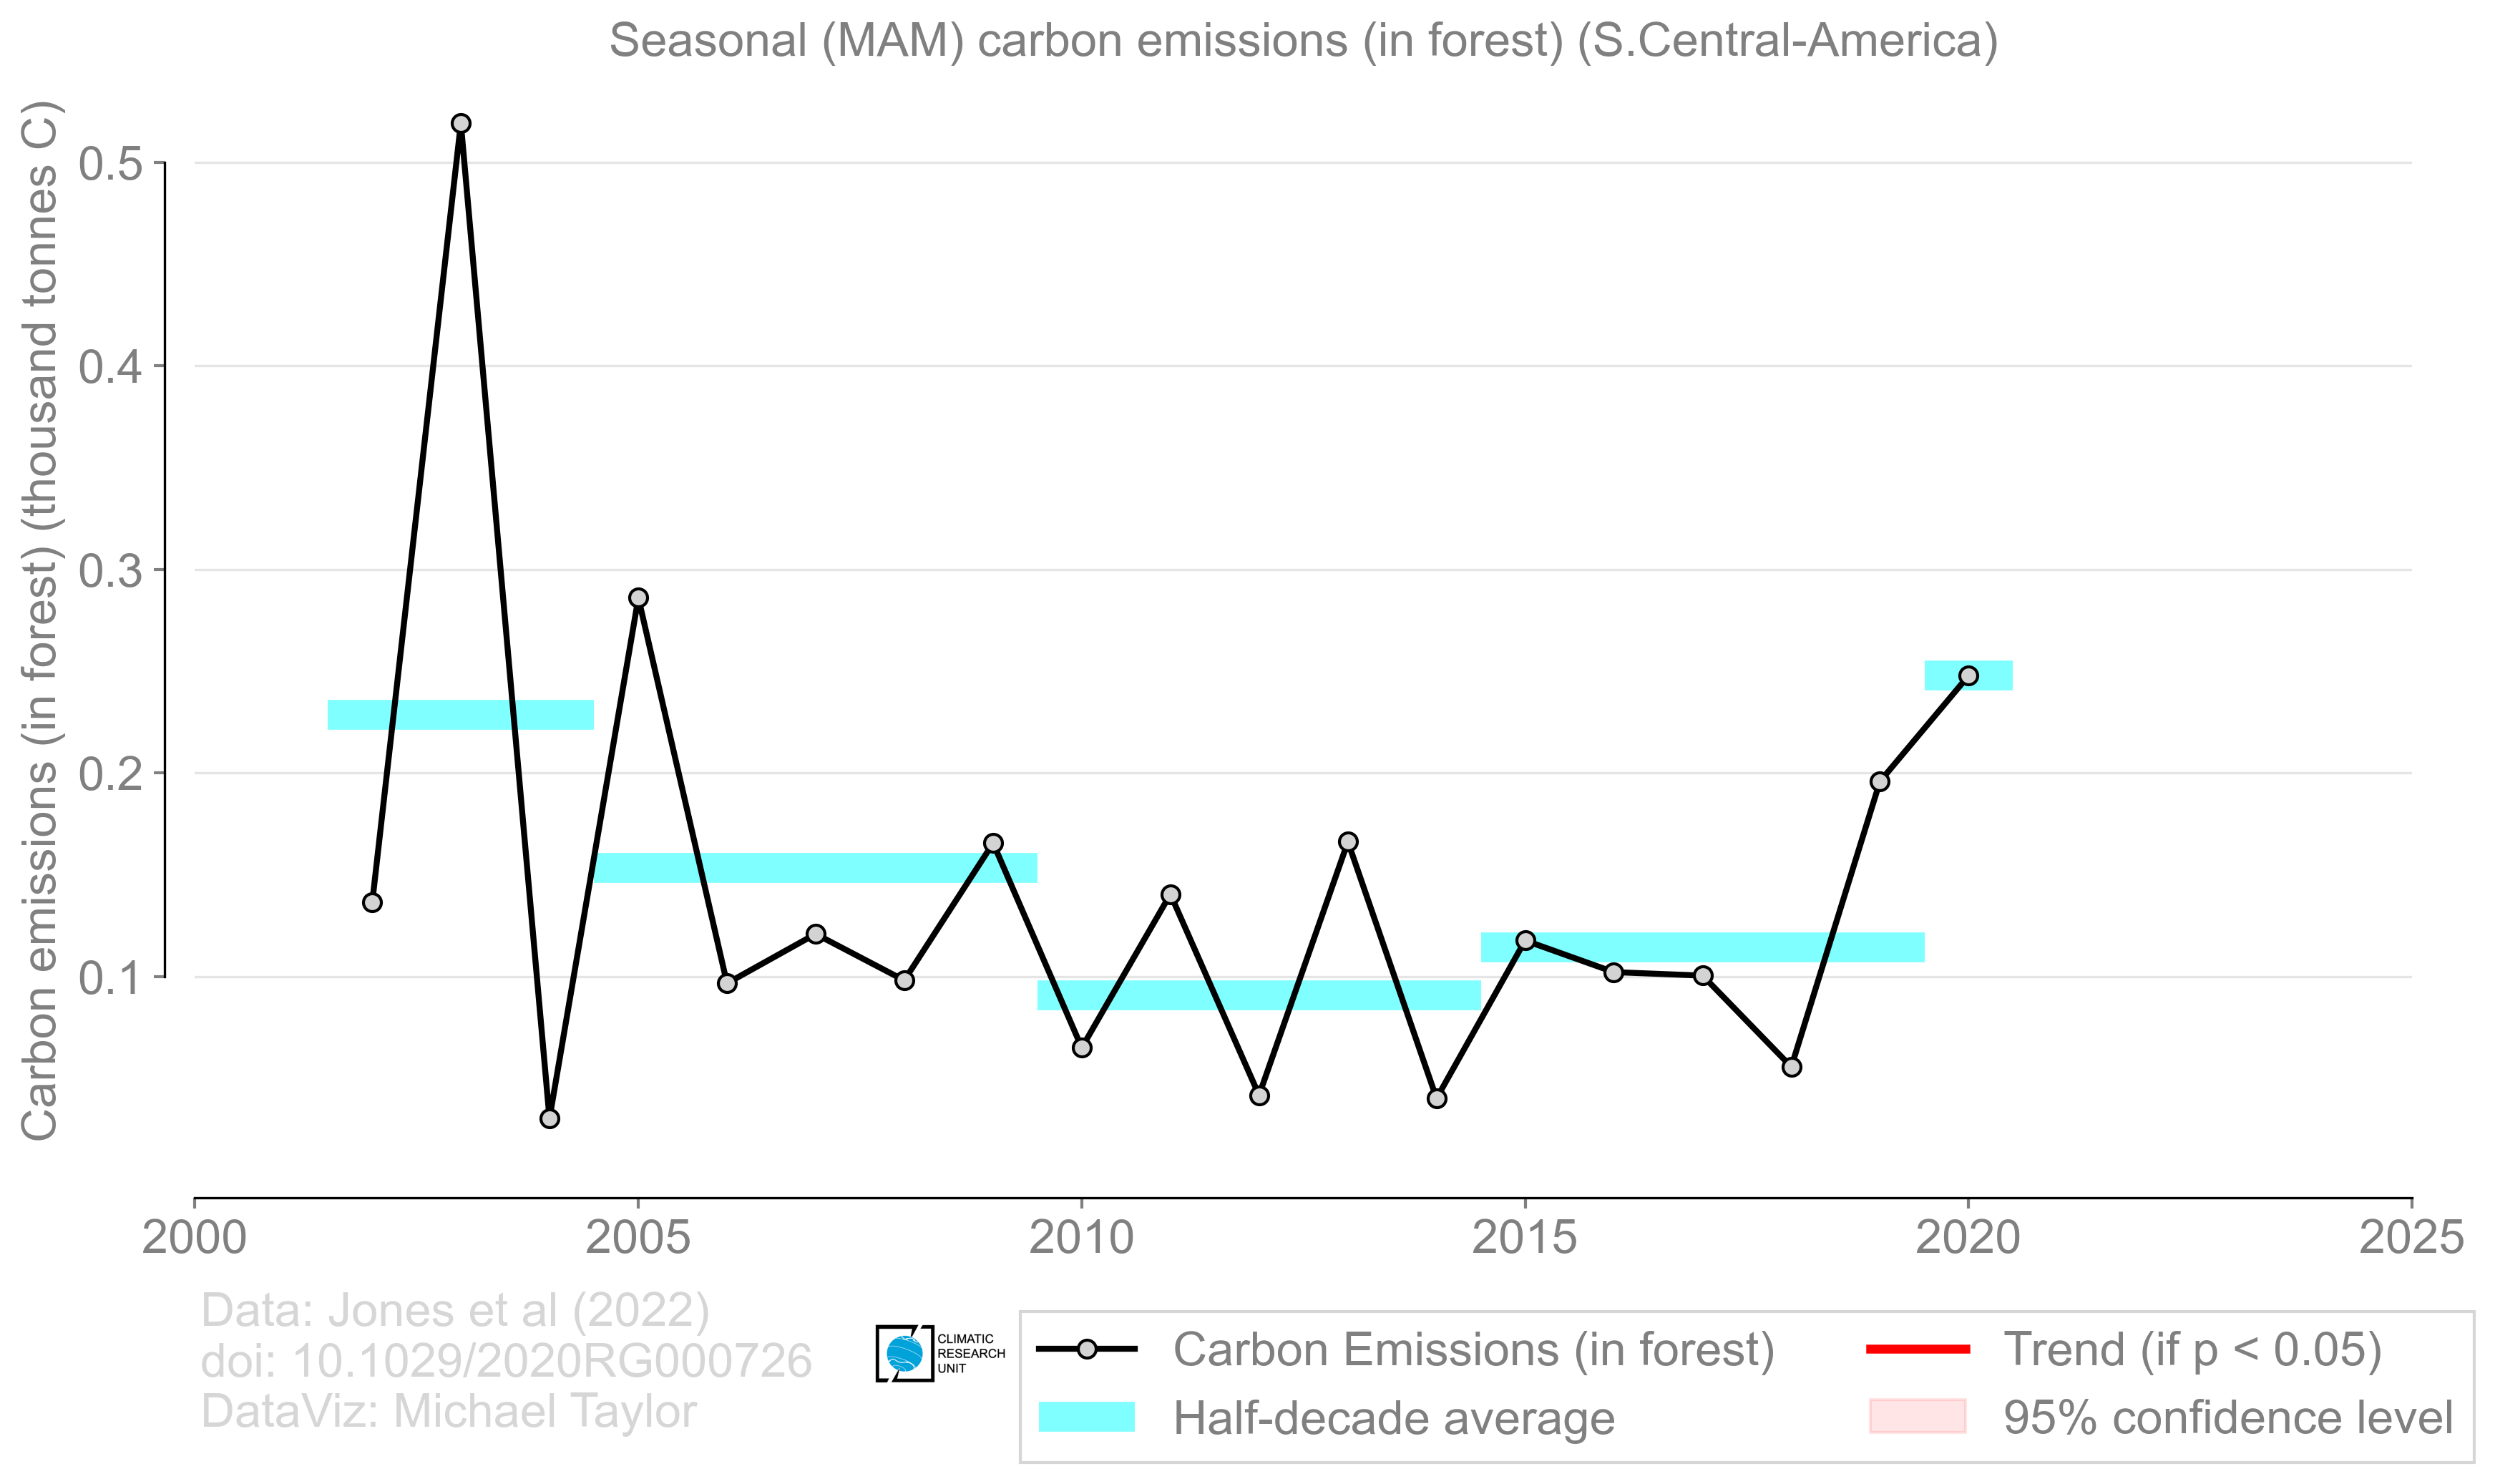 Seasonal (MAM) carbon emissions (in forest) (S.Central-America)
Carbon emissions (in forest) (thousand tonnes C)
0.5
0.4
0.3
0.2
0.1
2000
2005
2010
2015
2020
2025
Data: Jones et al (2022)
doi: 10.1029/2020RG000726
DataViz: Michael Taylor
CLIMATIC
RESEARCH
UNIT
Carbon Emissions (in forest)
Half-decade average
Trend (if p < 0.05)
95% confidence level